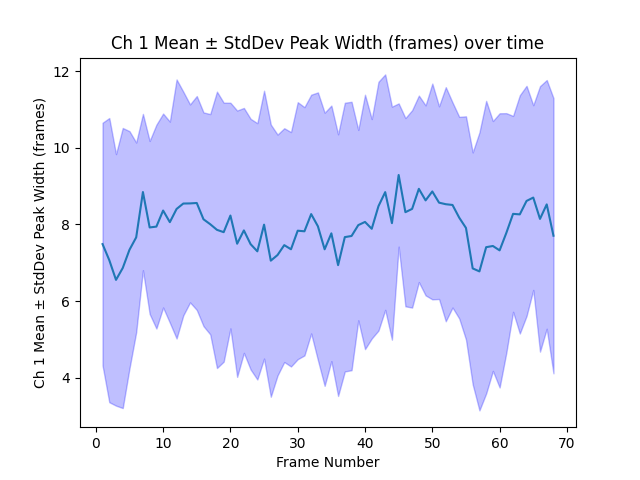 Ch 1 Mean ± StdDev Peak Width (frames) over time
12
10
8
6
4
Ch 1 Mean ± StdDev Peak Width (frames)
0 10 20 30 40 50 60 70
Frame Number